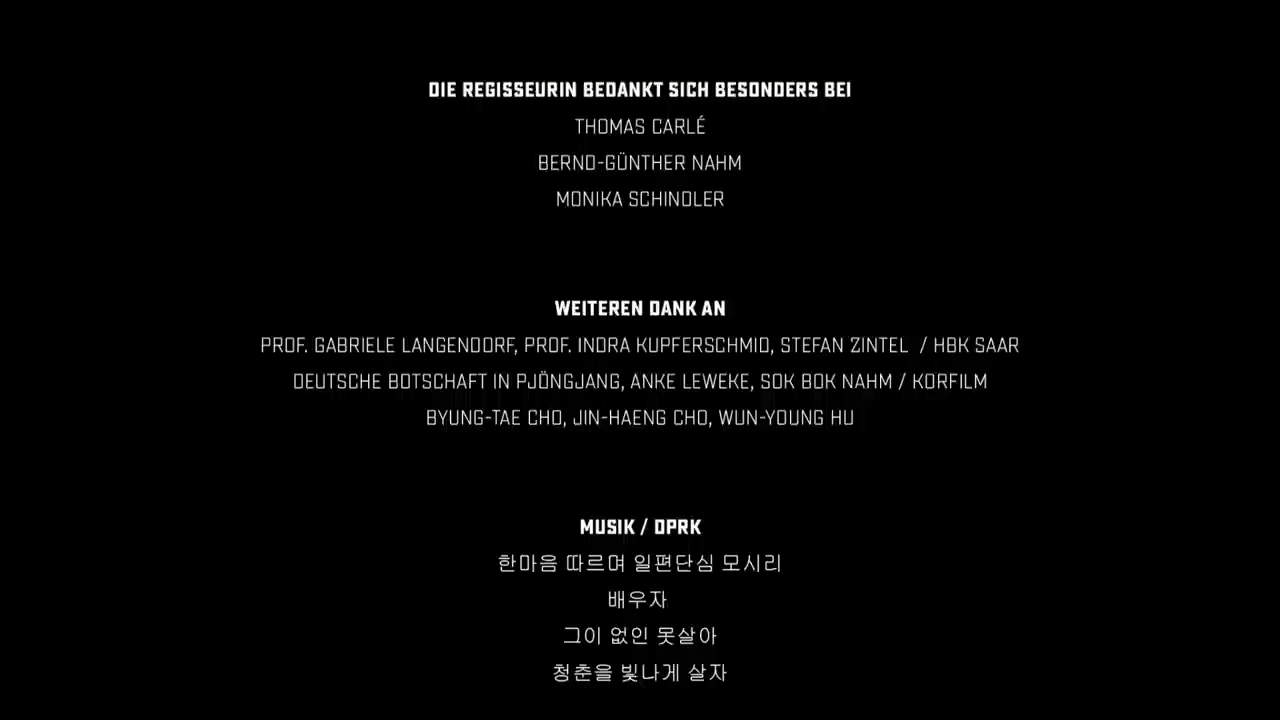 DIE REGISSEURIN BEDANKT SICH BESONDERS BEI
THOMAS CARLÉ
BERND-GÜNTHER NAHM
MONIKA SCHINDLER
WEITEREN DANK AN
PROF. GABRIELE LANGENDORF, PROF. INDRA KUPFERSCHMID, STEFAN ZINTEL / HBK SAAR
DEUTSCHE BOTSCHAFT IN PJÖNGJANG, ANKE LEWEKE, SOK BOK NAHM / KORFILM
BYUNG-TAE CHO, JIN-HAENG CHO, WUN-YOUNG HU
MUSIK / DPRK
한마음 따르며 일편단심 모시리
배우자
그이 없인 못살아
청춘을 빛나게 살자